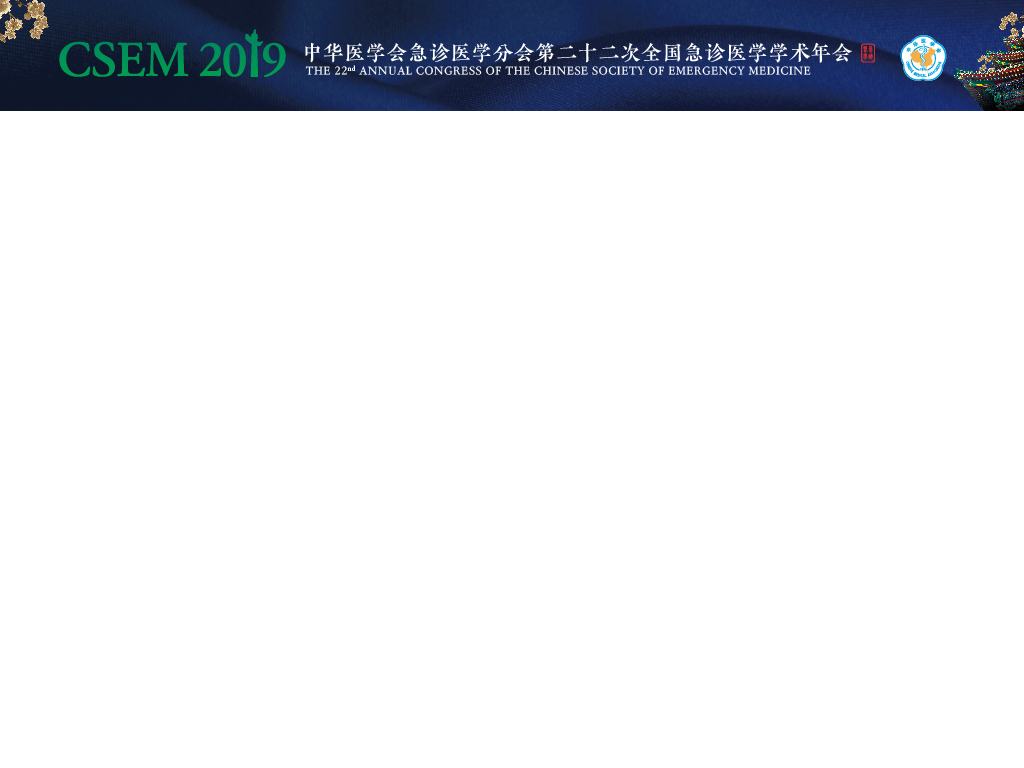 CSEM 2019
中华医学会急诊医学分会第二十二次全国急诊医学学术年会
THE 22nd ANNUAL CONGRESS OF THE CHINESE SOCIETY OF EMERGENCY MEDICINE